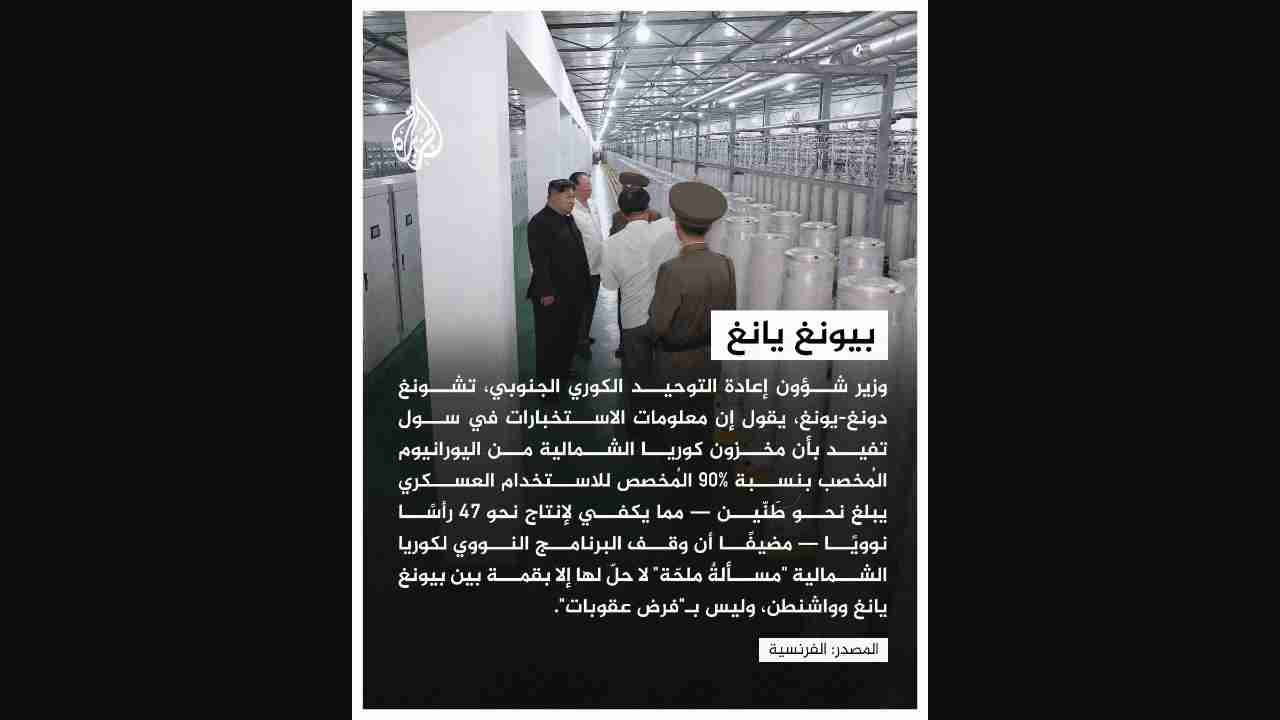 الجزيرة
بيونغ يانغ
وزير شؤون إعادة التوحيد الكوري الجنوبي، تشونغ
دونغ-يونغ، يقول إن معلومات الاستخبارات في سول
تفيد بأن مخزون كوريا الشمالية من اليورانيوم
المُخصب بنسبة 90% المُخصص للاستخدام العسكري
يبلغ نحو طَنّين — مما يكفي لإنتاج نحو 47 رأسًا
نوويًا — مضيفًا أن وقف البرنامج النووي لكوريا
الشمالية "مسألةُ ملحَة" لا حلّ لها إلا بقمة بين بيونغ
يانغ وواشنطن، وليس بـ"فرض عقوبات".
المصدر: الفرنسية